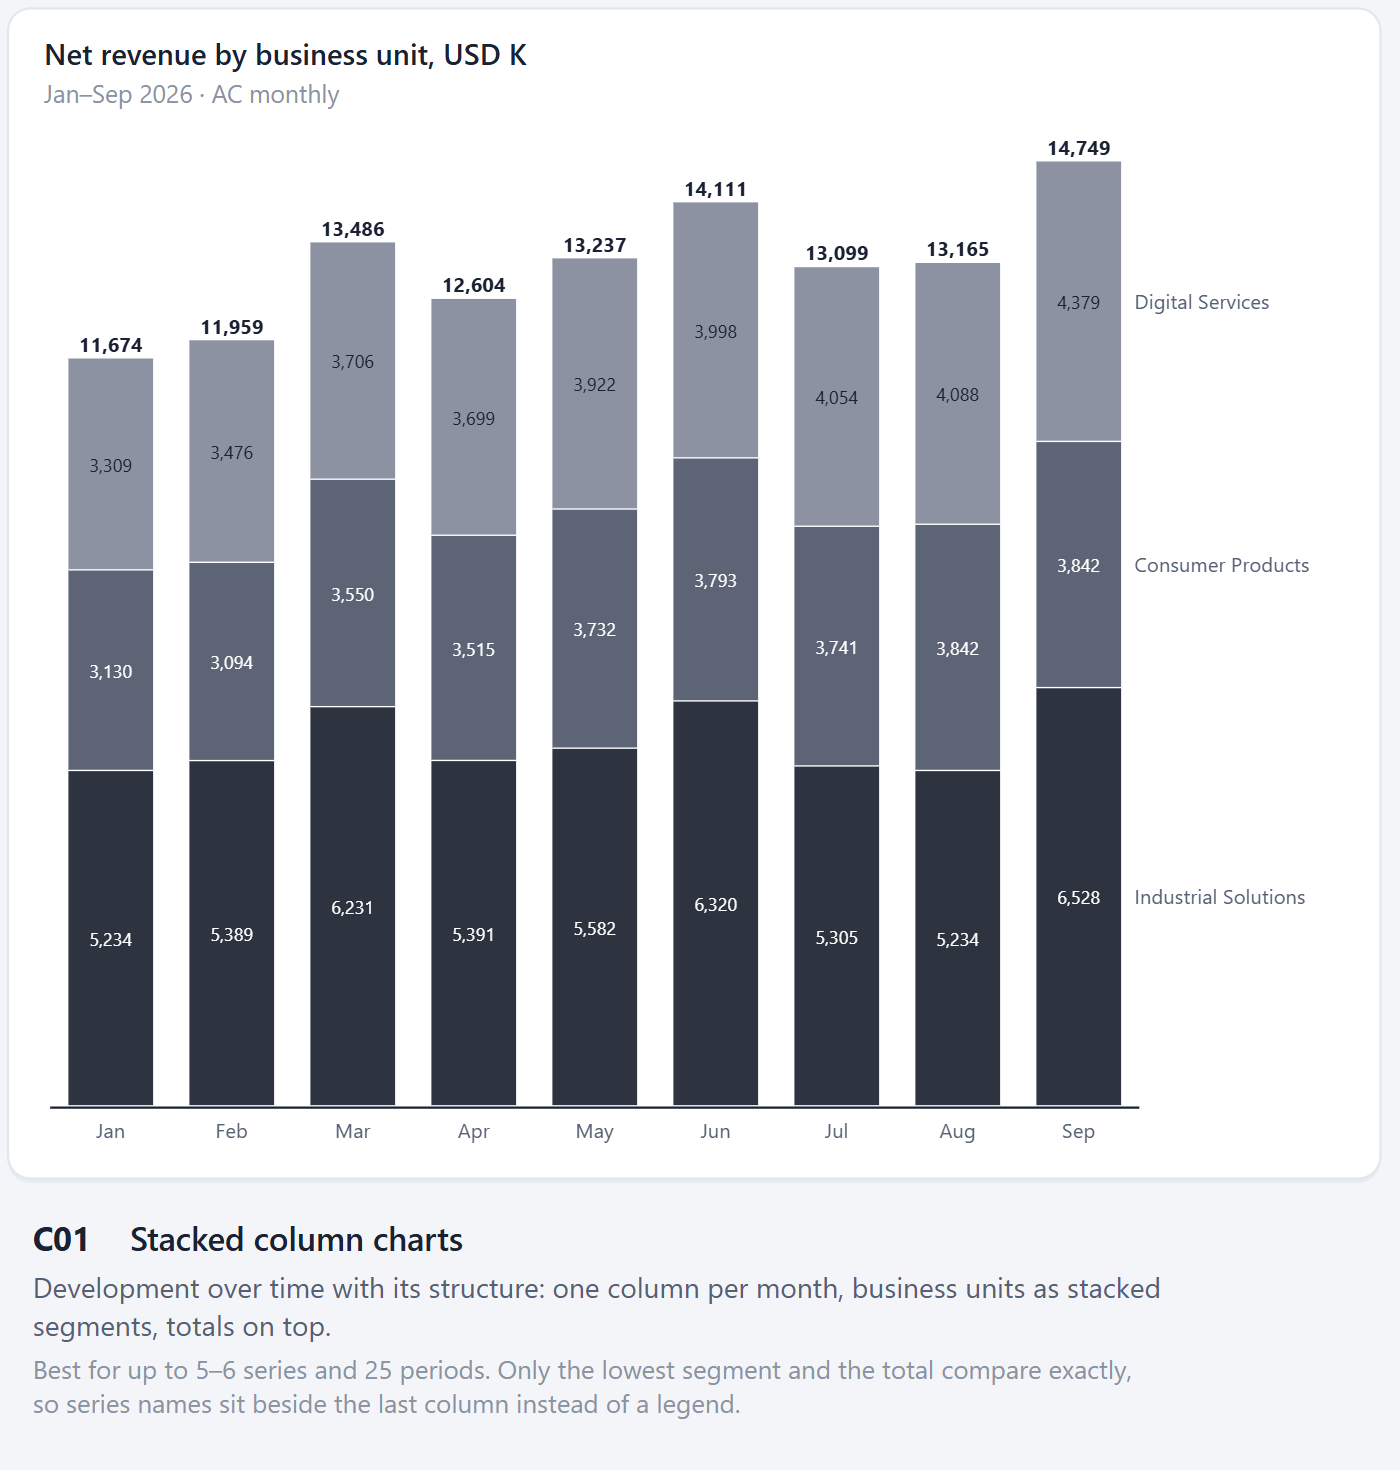 Net revenue by business unit, USD K
Jan–Sep 2026 · AC monthly
11,674
11,959
13,486
12,604
13,237
14,111
13,099
13,165
14,749
3,309
3,476
3,706
3,699
3,922
3,998
4,054
4,088
4,379
Digital Services
3,130
3,094
3,550
3,515
3,732
3,793
3,741
3,842
3,842
Consumer Products
5,234
5,389
6,231
5,391
5,582
6,320
5,305
5,234
6,528
Industrial Solutions
Jan
Feb
Mar
Apr
May
Jun
Jul
Aug
Sep
C01 Stacked column charts
Development over time with its structure: one column per month, business units as stacked
segments, totals on top.
Best for up to 5–6 series and 25 periods. Only the lowest segment and the total compare exactly,
so series names sit beside the last column instead of a legend.